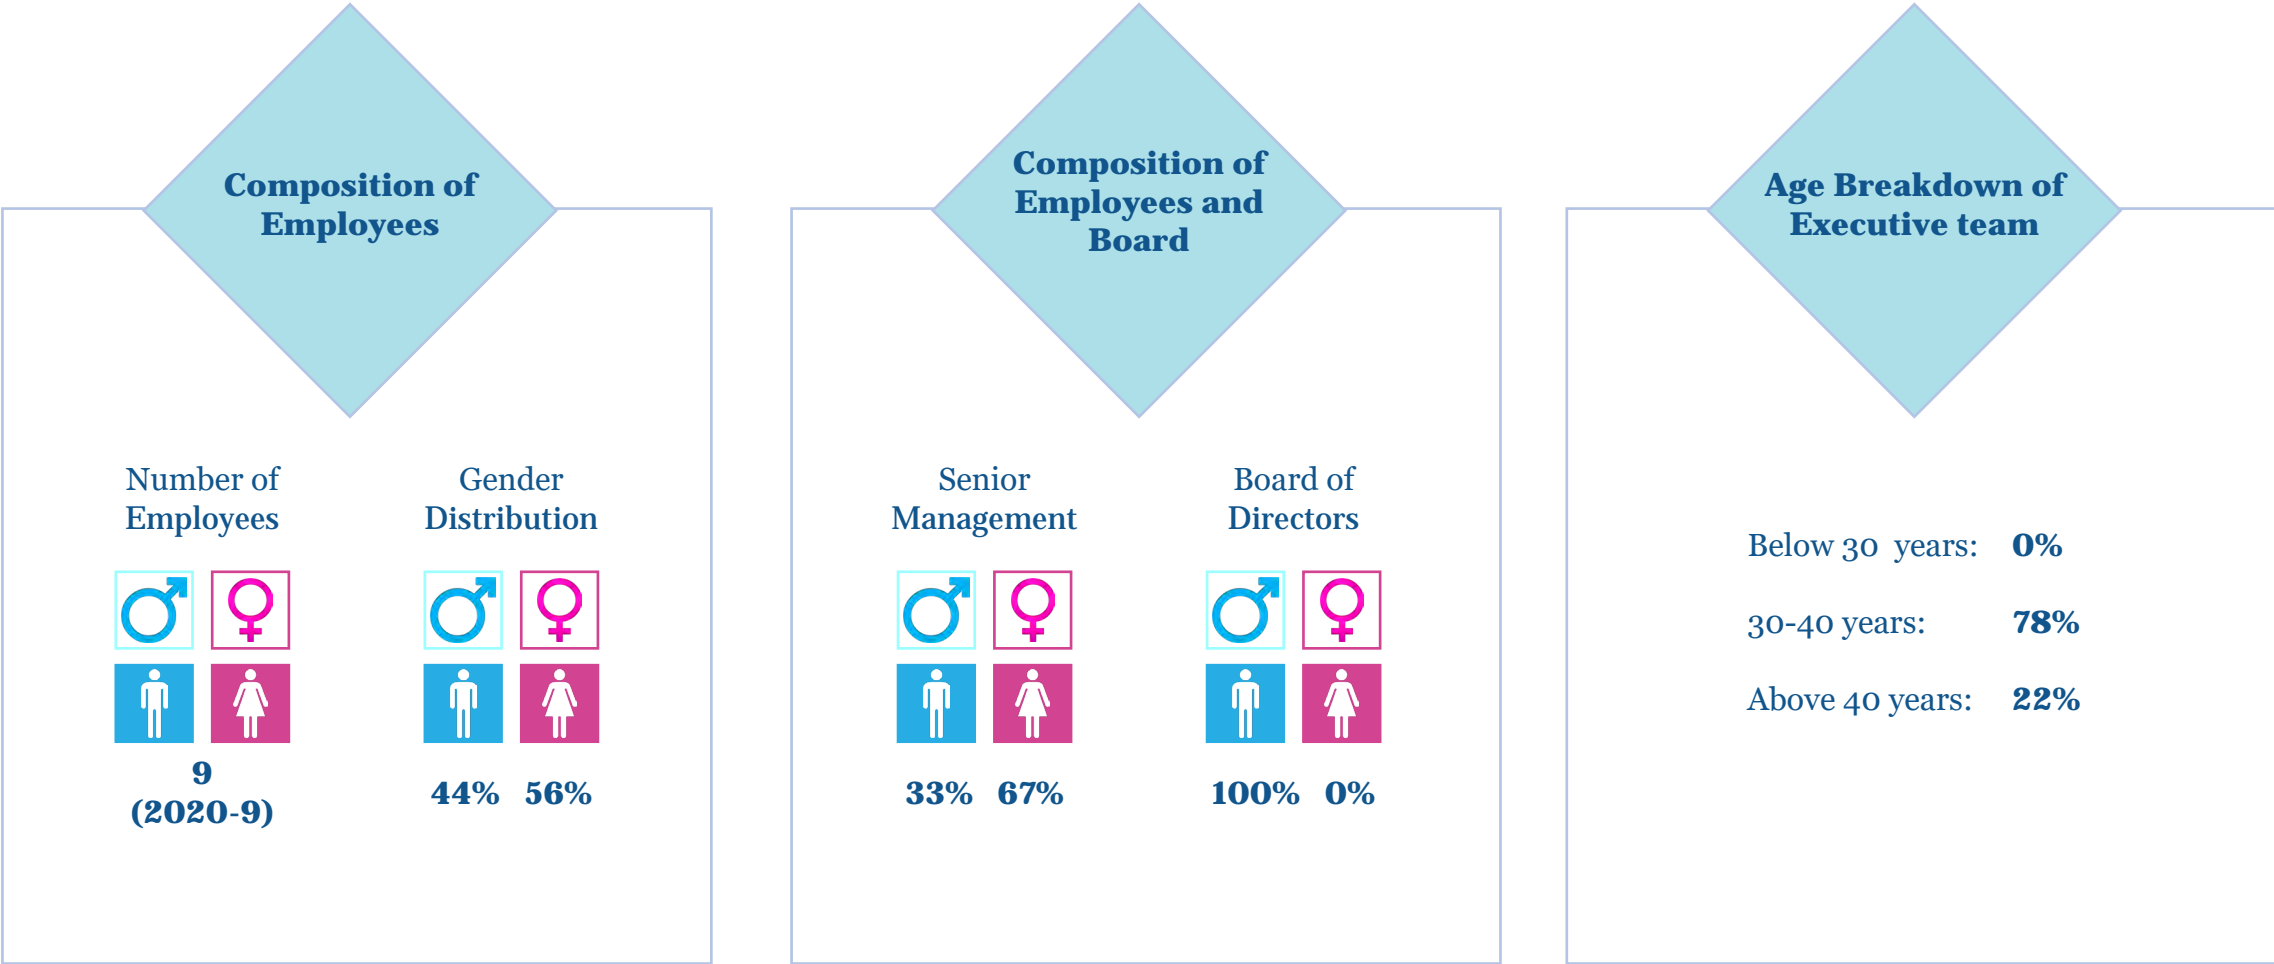 Composition of
Employees
Number of
Employees
9
(2020-9)
Gender
Distribution
44% 56%
Composition of
Employees and
Board
Senior
Management
33% 67%
Board of
Directors
100% 0%
Age Breakdown of
Executive team
Below 30 years: 0%
30-40 years: 78%
Above 40 years: 22%